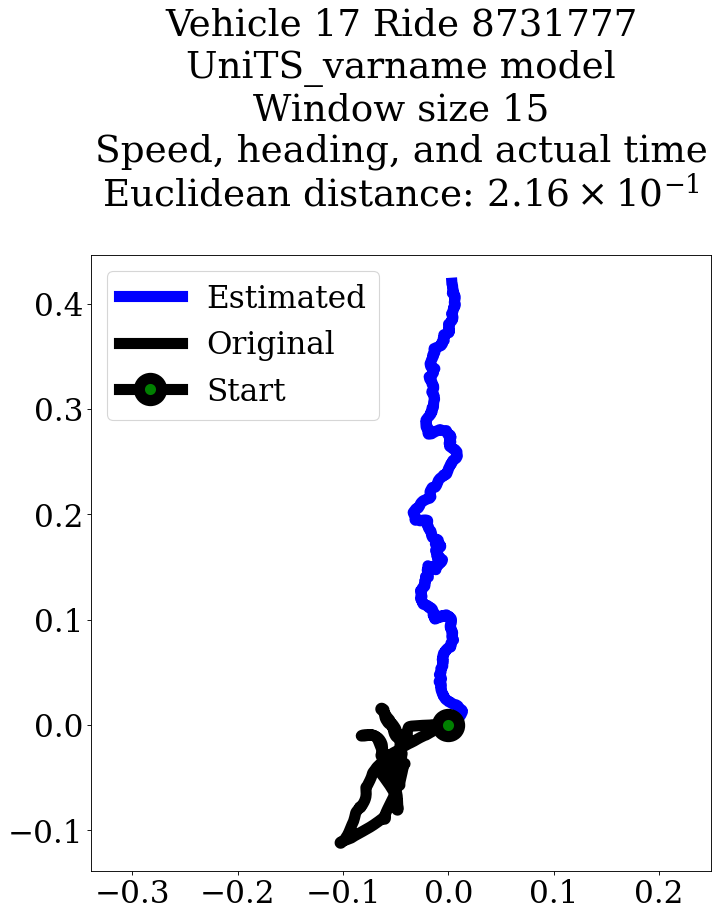 Vehicle 17 Ride 8731777
UniTS_varname model
Window size 15
Speed, heading, and actual time
Euclidean distance: 2.16 × 10⁻¹
Estimated
Original
Start
0.4
0.3
0.2
0.1
0.0
−0.1
−0.3 −0.2 −0.1 0.0 0.1 0.2